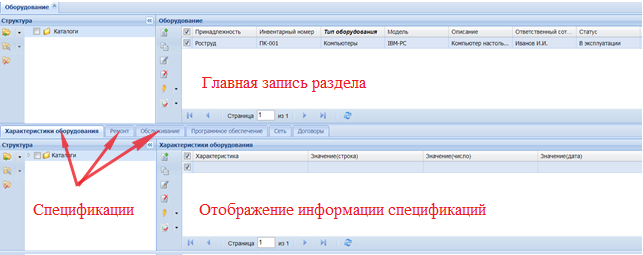 Оборудование
Структура
Каталоги
Оборудование
Принадлежность Инвентарный номер Тип оборудования Модель Описание Ответственный сот... Статус
Роструд ПК-001 Компьютеры IBM-PC Компьютер настоль... Иванов И.И. В эксплуатации
Главная запись раздела
Страница 1 из 1
Характеристики оборудования Ремонт Обслуживание Программное обеспечение Сеть Договоры
Структура
Каталоги
Спецификации
Характеристики оборудования
Характеристика Значение(строка) Значение(число) Значение(дата)
Отображение информации спецификаций
Страница 1 из 1